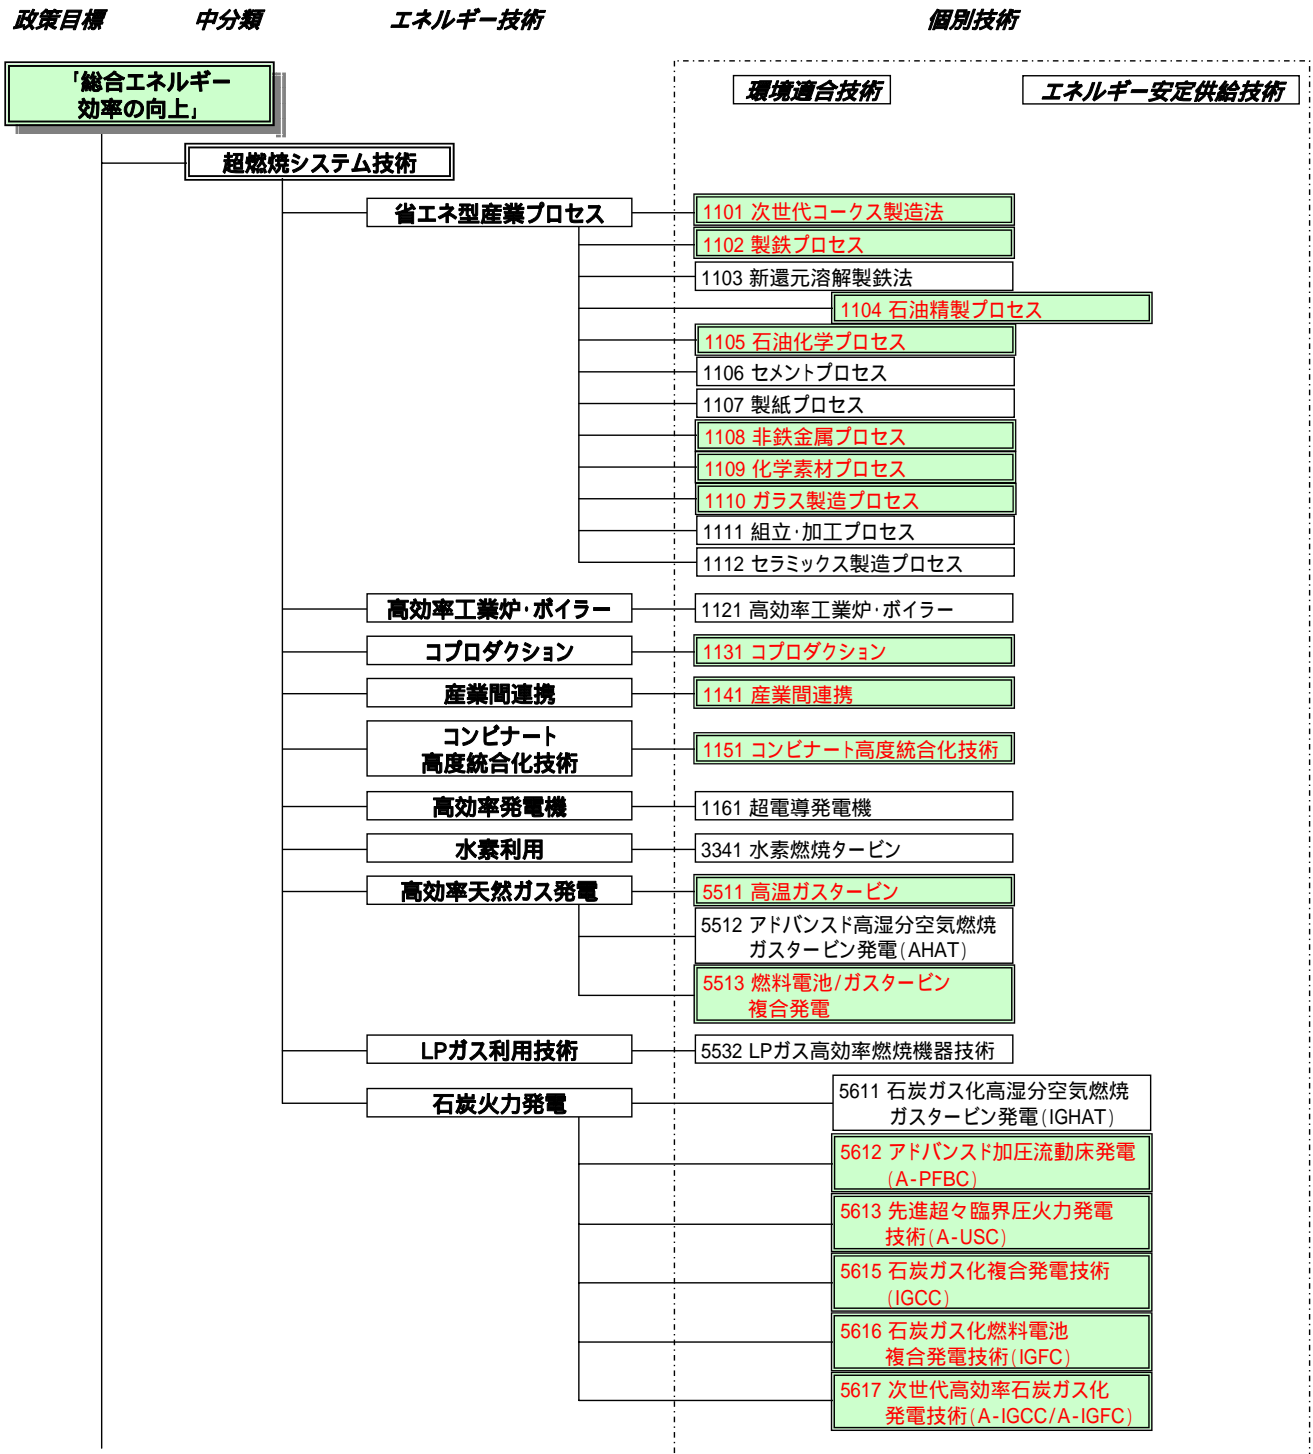 政策目標 中分類 エネルギー技術 個別技術
「総合エネルギー
効率の向上」
環境適合技術 エネルギー安定供給技術
超燃焼システム技術
省エネ型産業プロセス 1101 次世代コークス製造法
1102 製鉄プロセス
1103 新還元溶解製鉄法
1104 石油精製プロセス
1105 石油化学プロセス
1106 セメントプロセス
1107 製紙プロセス
1108 非鉄金属プロセス
1109 化学素材プロセス
1110 ガラス製造プロセス
1111 組立・加工プロセス
1112 セラミックス製造プロセス
高効率工業炉・ボイラー 1121 高効率工業炉・ボイラー
コプロダクション 1131 コプロダクション
産業間連携 1141 産業間連携
コンビナート
高度統合化技術 1151 コンビナート高度統合化技術
高効率発電機 1161 超電導発電機
水素利用 3341 水素燃焼タービン
高効率天然ガス発電 5511 高温ガスタービン
5512 アドバンスド高湿分空気燃焼
ガスタービン発電(AHAT)
5513 燃料電池/ガスタービン
複合発電
LPガス利用技術 5532 LPガス高効率燃焼機器技術
石炭火力発電 5611 石炭ガス化高湿分空気燃焼
ガスタービン発電(IGHAT)
5612 アドバンスド加圧流動床発電
(A-PFBC)
5613 先進超々臨界圧火力発電
技術(A-USC)
5615 石炭ガス化複合発電技術
(IGCC)
5616 石炭ガス化燃料電池
複合発電技術(IGFC)
5617 次世代高効率石炭ガス化
発電技術(A-IGCC/A-IGFC)